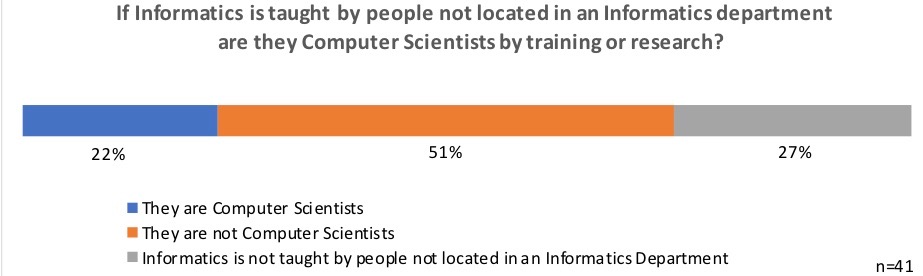 If Informatics is taught by people not located in an Informatics department
are they Computer Scientists by training or research?
22%
51%
27%
They are Computer Scientists
They are not Computer Scientists
Informatics is not taught by people not located in an Informatics Department
n=41